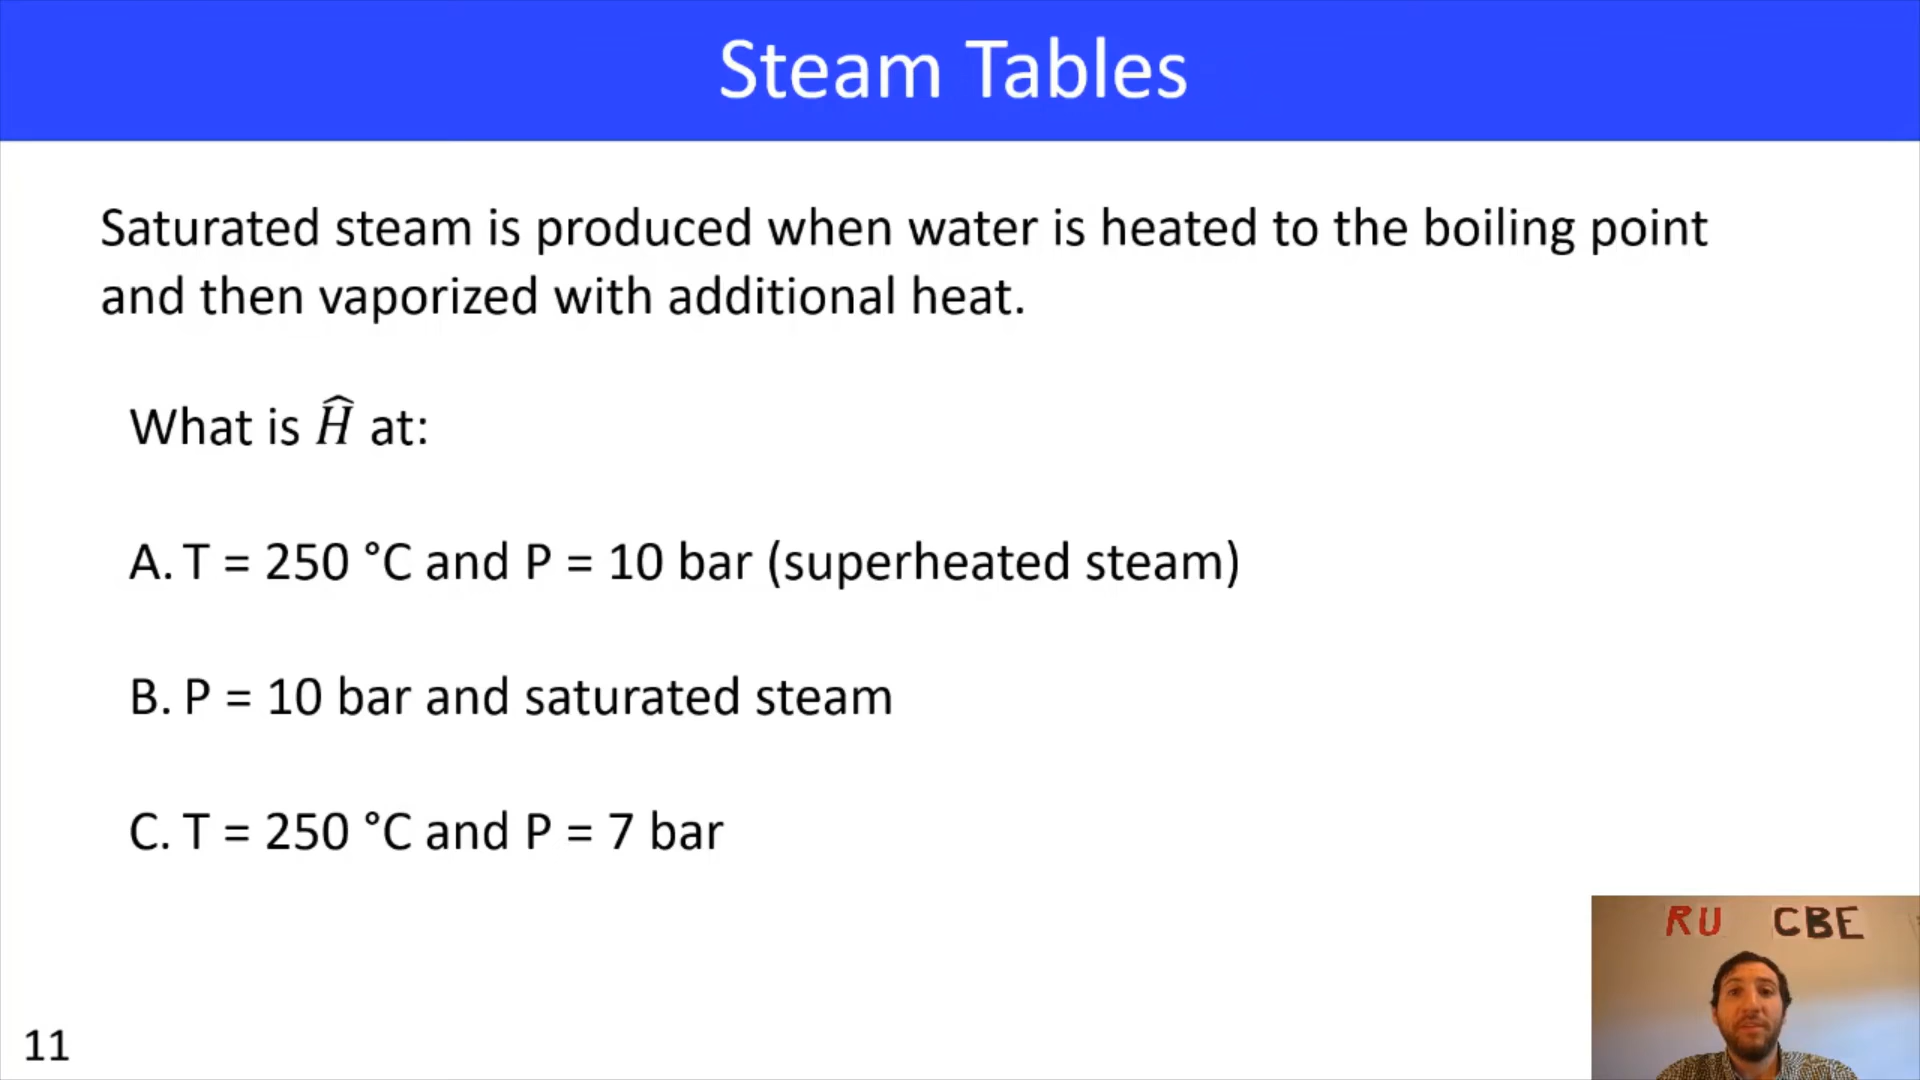 Steam Tables
Saturated steam is produced when water is heated to the boiling point
and then vaporized with additional heat.
What is Ĥ at:
A. T = 250 °C and P = 10 bar (superheated steam)
B. P = 10 bar and saturated steam
C. T = 250 °C and P = 7 bar
RU CBE
11